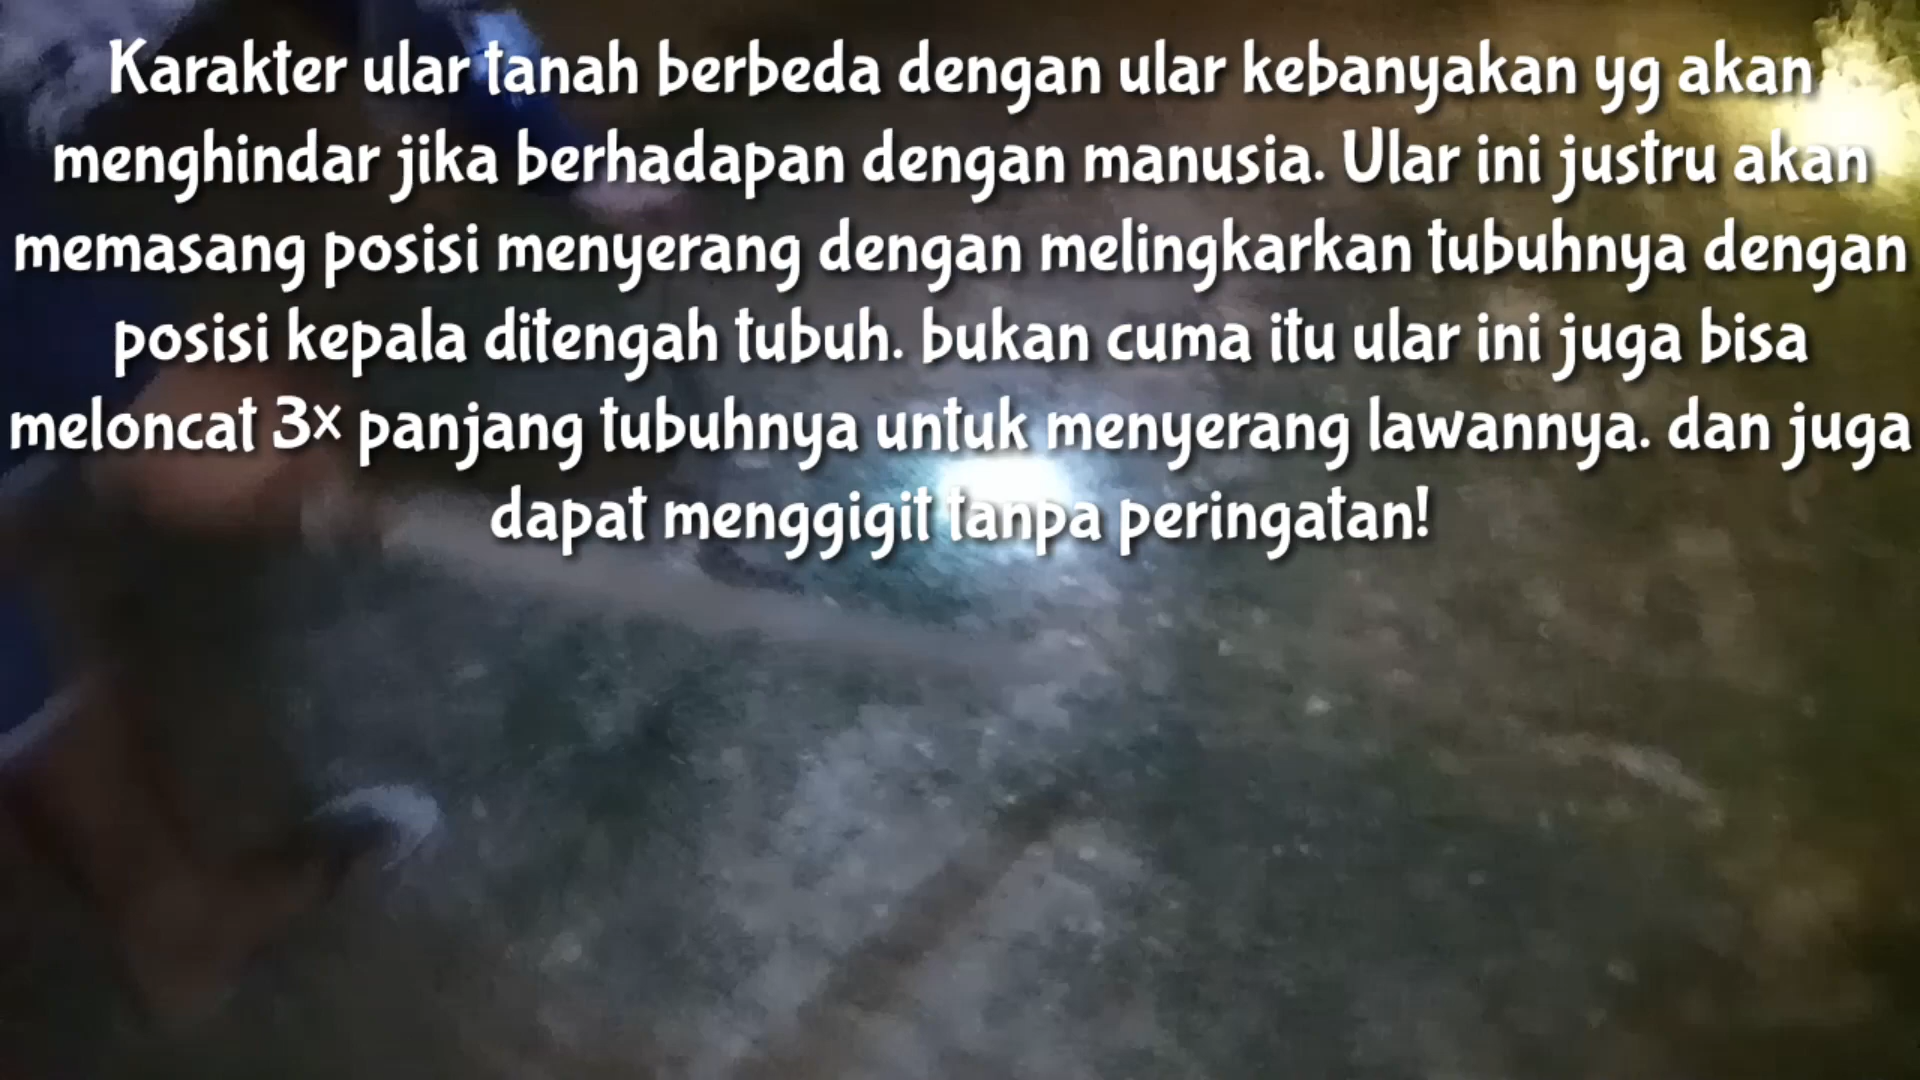 Karakter ular tanah berbeda dengan ular kebanyakan yg akan
menghindar jika berhadapan dengan manusia. Ular ini justru akan
memasang posisi menyerang dengan melingkarkan tubuhnya dengan
posisi kepala ditengah tubuh. bukan cuma itu ular ini juga bisa
meloncat 3x panjang tubuhnya untuk menyerang lawannya. dan juga
dapat menggigit tanpa peringatan!